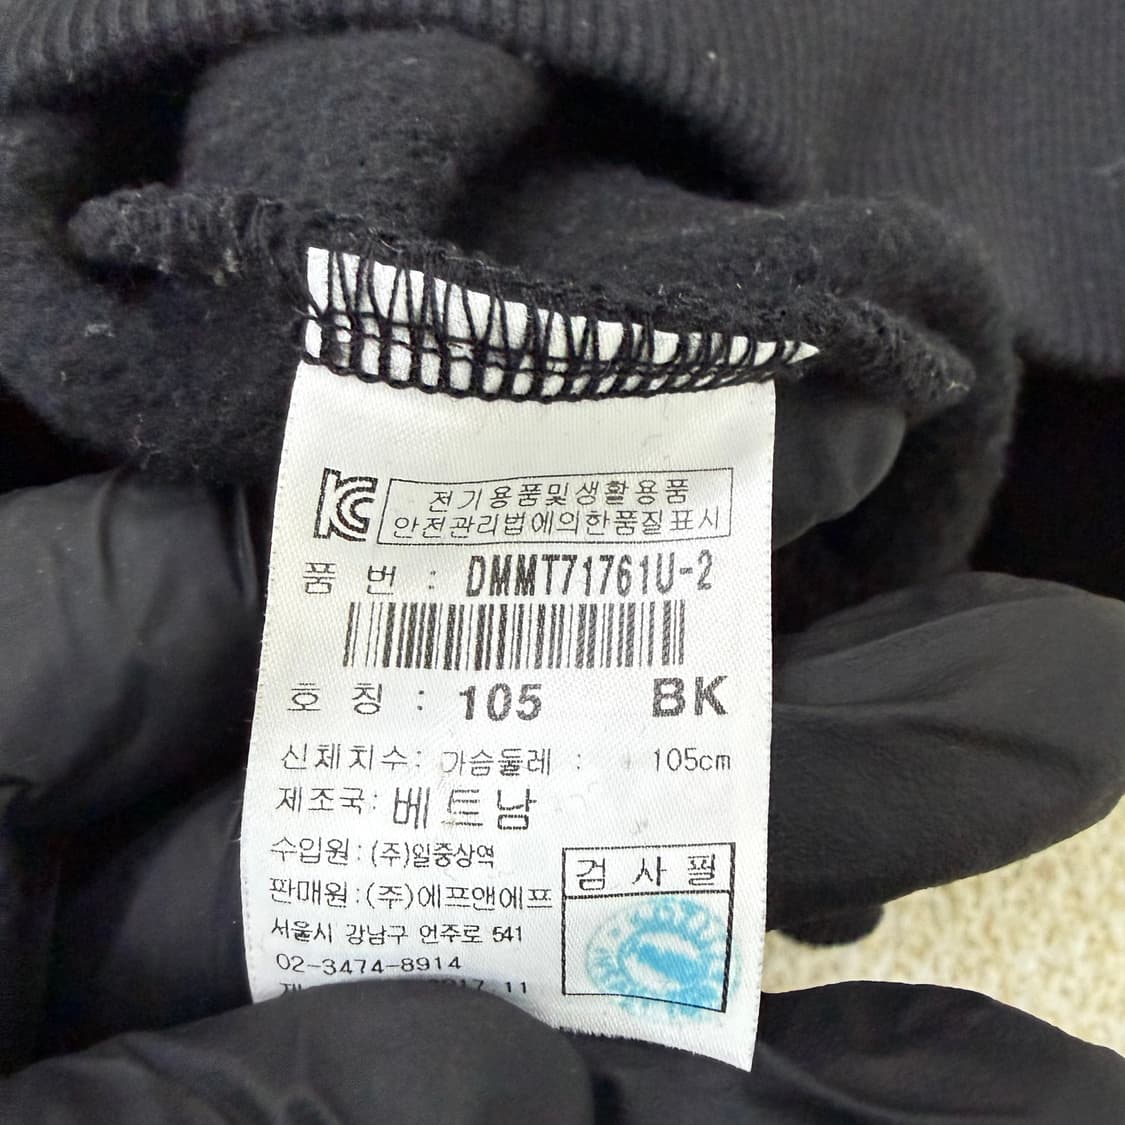 KC
전기용품및생활용품
안전관리법에의한품질표시
품 번 : DMMT71761U-2
호 칭 : 105 BK
신체치수: 가슴둘레 : 105cm
제조국: 베트남
수입원 : (주)일중상역
판매원 : (주)에프앤에프
서울시 강남구 언주로 541
02-3474-8914
11
검 사 필